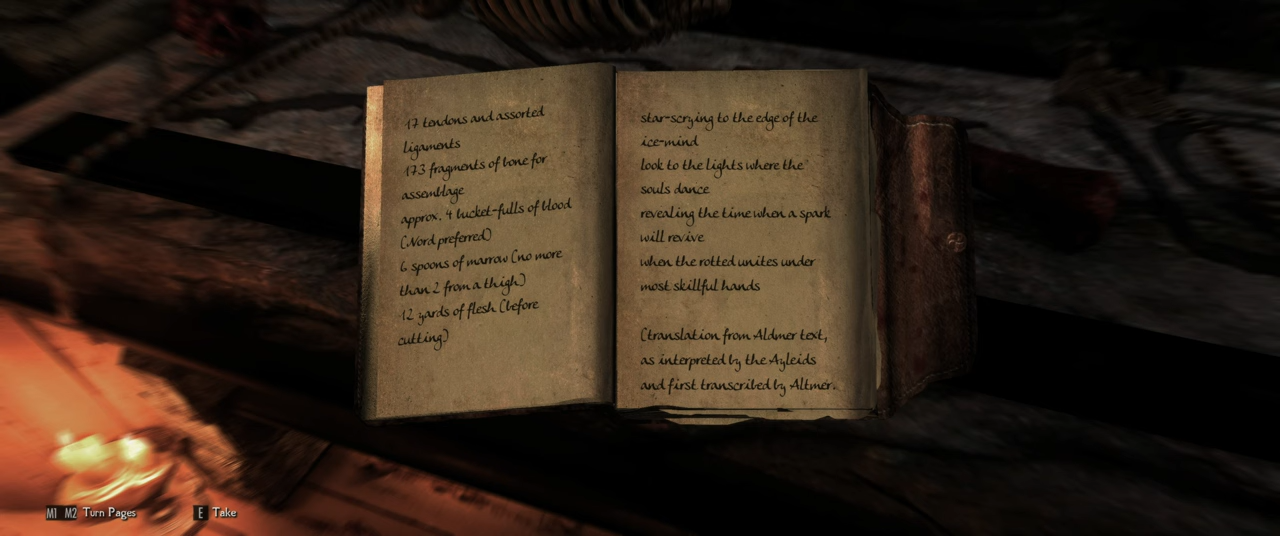 17 tendons and assorted
ligaments
173 fragments of bone for
assemblage
approx. 4 bucket-fulls of blood
(Nord preferred)
6 spoons of marrow (no more
than 2 from a thigh)
12 yards of flesh (before
cutting)
star-scrying to the edge of the
ice-mind
look to the lights where the
souls dance
revealing the time when a spark
will revive
when the rotted unites under
most skillful hands
(translation from Aldmer text,
as interpreted by the Ayleids
and first transcribed by Altmer.
M1 M2 Turn Pages
E Take